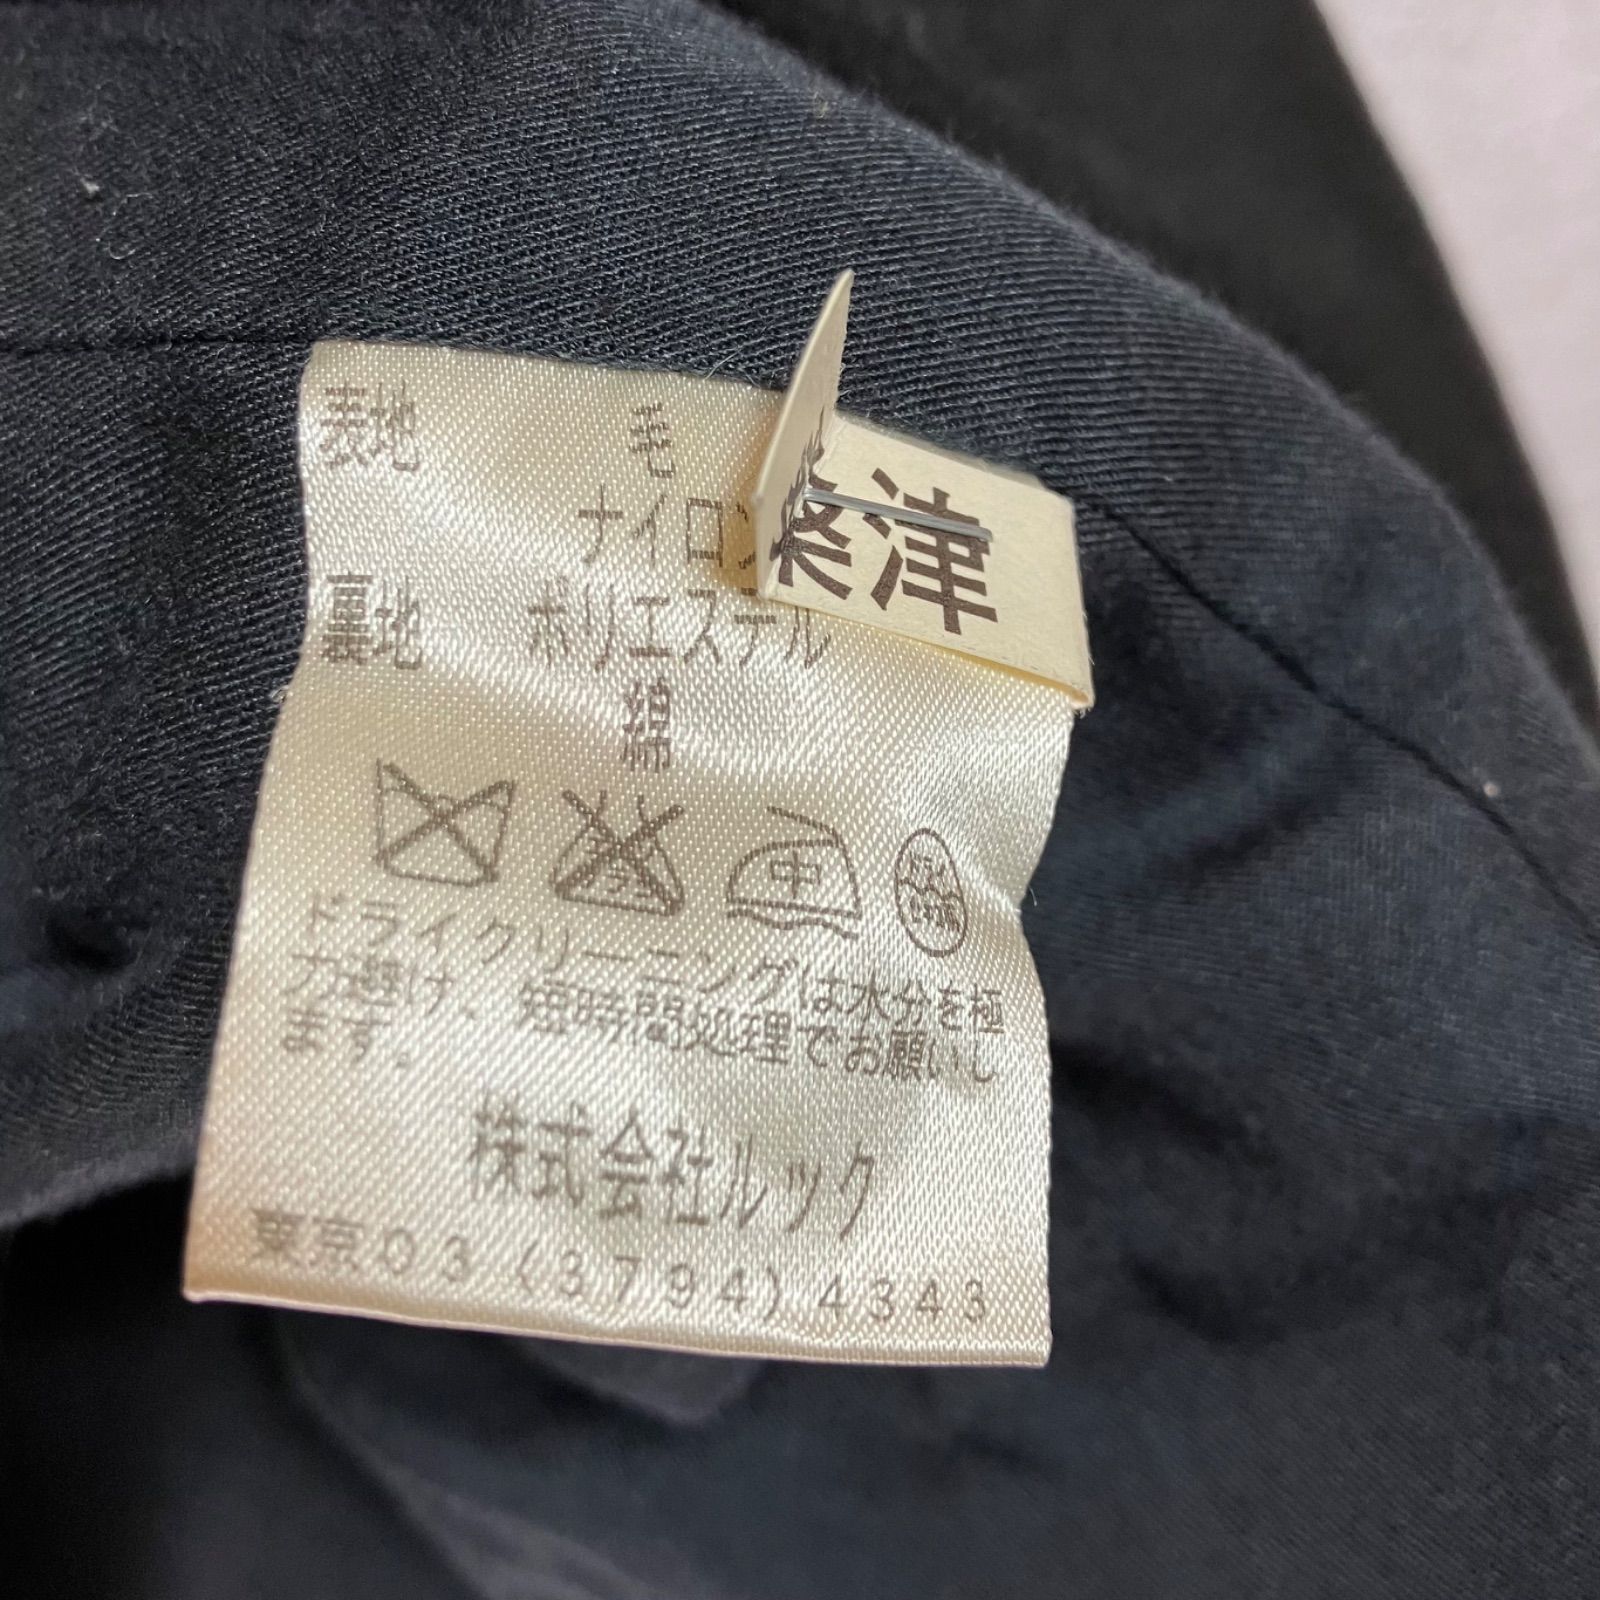 表地 毛
ナイロ
裏地 ポリエステル
綿
桑津
中
ドライクリーニングは水分を極
力避け、短時間処理でお願いし
ます。
株式会社ルック
東京03(3794)4343